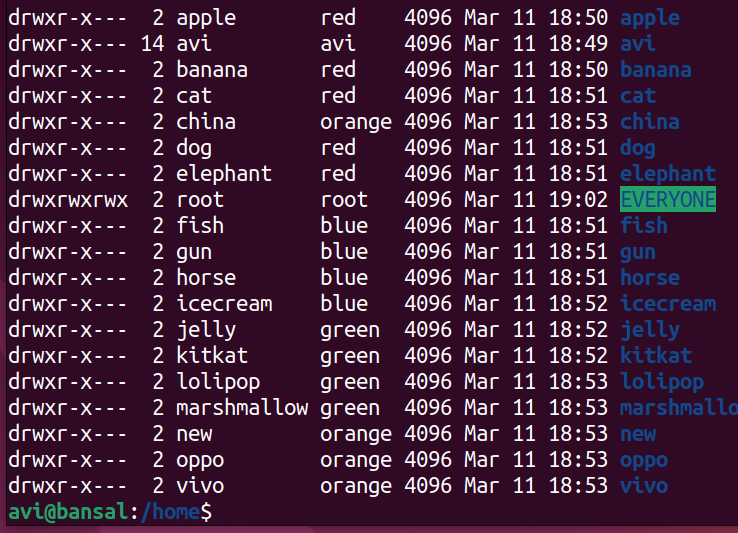 drwxr-x---  2 apple       red    4096 Mar 11 18:50 apple
drwxr-x--- 14 avi         avi    4096 Mar 11 18:49 avi
drwxr-x---  2 banana      red    4096 Mar 11 18:50 banana
drwxr-x---  2 cat         red    4096 Mar 11 18:51 cat
drwxr-x---  2 china       orange 4096 Mar 11 18:53 china
drwxr-x---  2 dog         red    4096 Mar 11 18:51 dog
drwxr-x---  2 elephant    red    4096 Mar 11 18:51 elephant
drwxrwxrwx  2 root        root   4096 Mar 11 19:02 EVERYONE
drwxr-x---  2 fish        blue   4096 Mar 11 18:51 fish
drwxr-x---  2 gun         blue   4096 Mar 11 18:51 gun
drwxr-x---  2 horse       blue   4096 Mar 11 18:51 horse
drwxr-x---  2 icecream    blue   4096 Mar 11 18:52 icecream
drwxr-x---  2 jelly       green  4096 Mar 11 18:52 jelly
drwxr-x---  2 kitkat      green  4096 Mar 11 18:52 kitkat
drwxr-x---  2 lolipop     green  4096 Mar 11 18:53 lolipop
drwxr-x---  2 marshmallow green  4096 Mar 11 18:53 marshmallo
drwxr-x---  2 new         orange 4096 Mar 11 18:53 new
drwxr-x---  2 oppo        orange 4096 Mar 11 18:53 oppo
drwxr-x---  2 vivo        orange 4096 Mar 11 18:53 vivo
avi@bansal:/home$